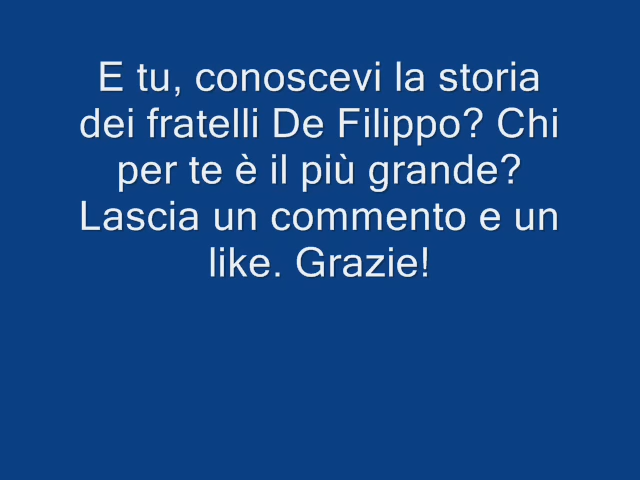 E tu, conoscevi la storia
dei fratelli De Filippo? Chi
per te è il più grande?
Lascia un commento e un
like. Grazie!